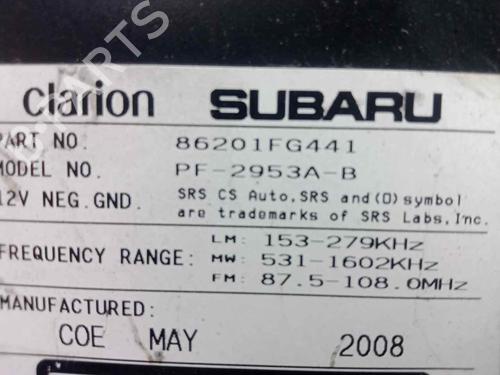 PARTS
clarion SUBARU
PART NO: 86201FG441
MODEL NO. PF-2953A-B
12V NEG.GND. SRS CS Auto,SRS and(O)symbol
are trademarks of SRS Labs,Inc.
LM: 153-279KHz
FREQUENCY RANGE: MW: 531-1602KHz
FM: 87.5-108.0MHz
MANUFACTURED:
COE MAY 2008